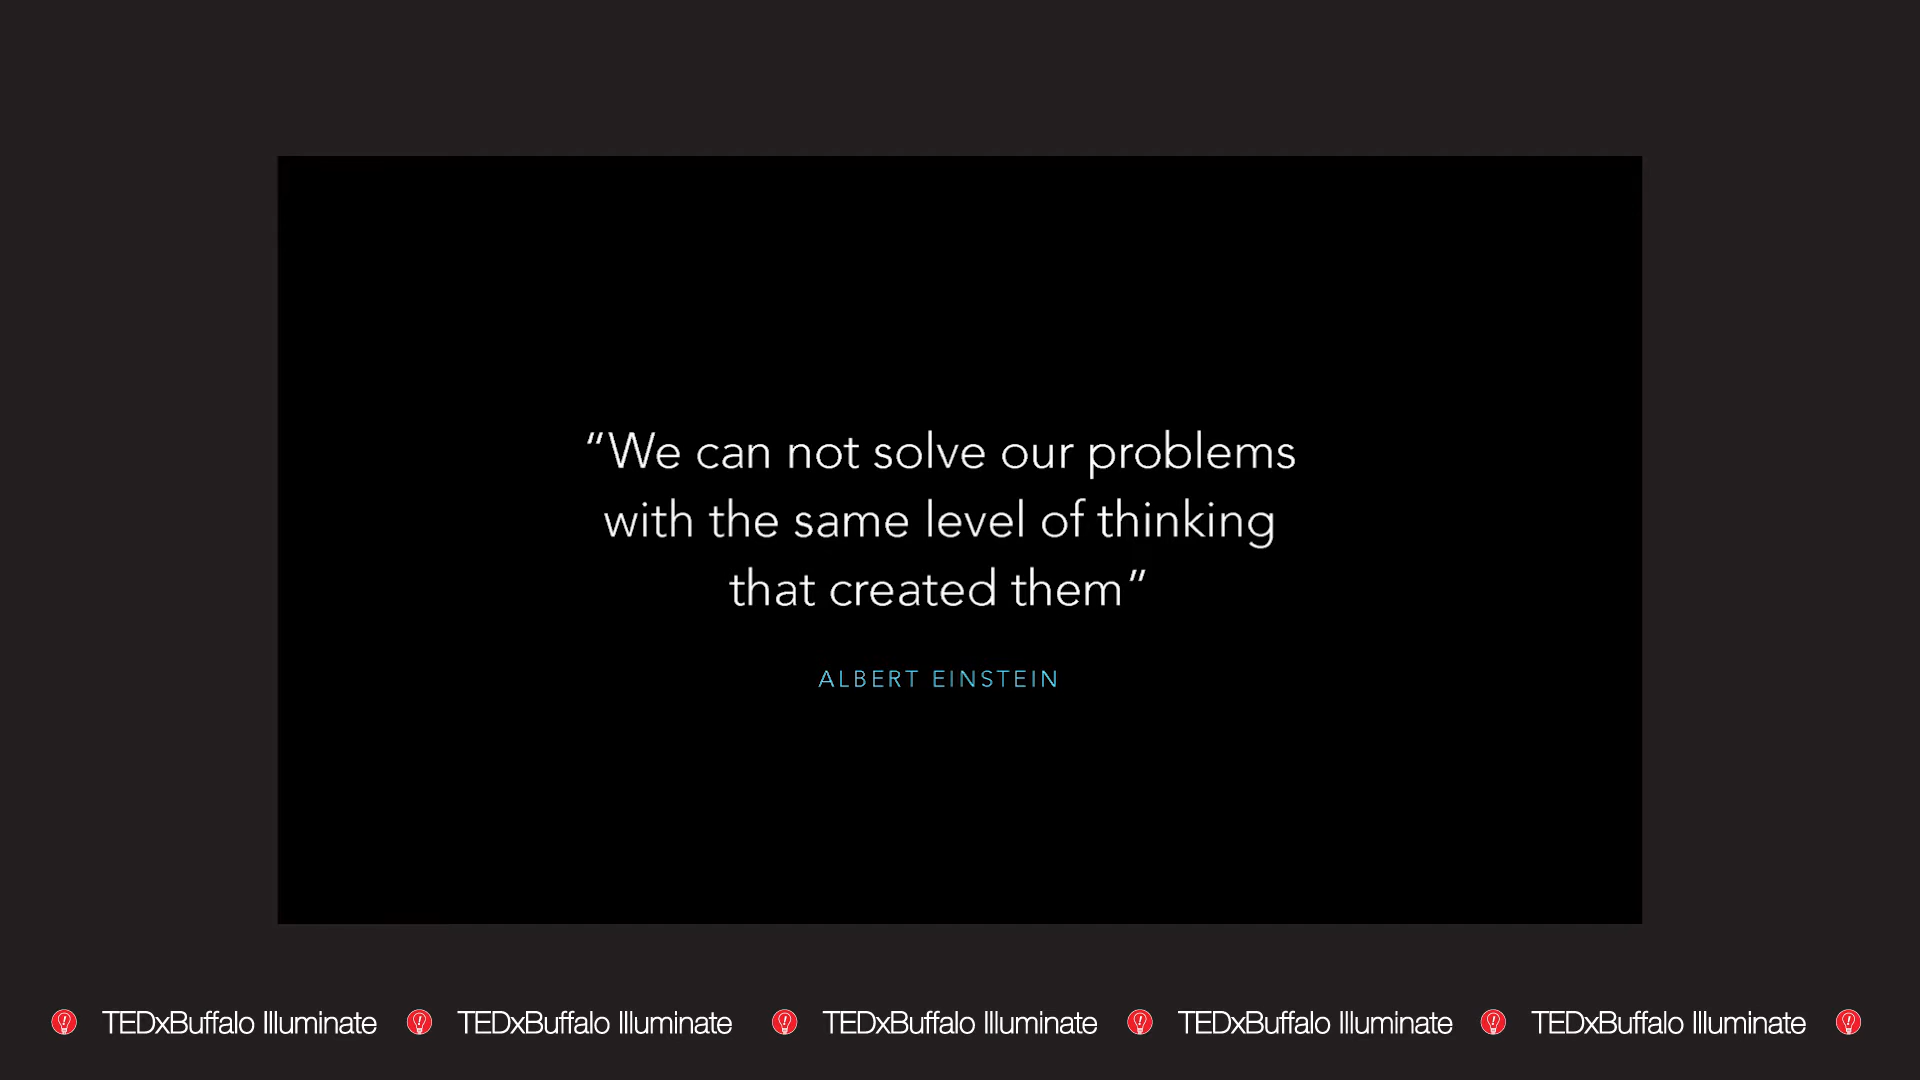 “We can not solve our problems
with the same level of thinking
that created them”
ALBERT EINSTEIN
TEDxBuffalo Illuminate TEDxBuffalo Illuminate TEDxBuffalo Illuminate TEDxBuffalo Illuminate TEDxBuffalo Illuminate